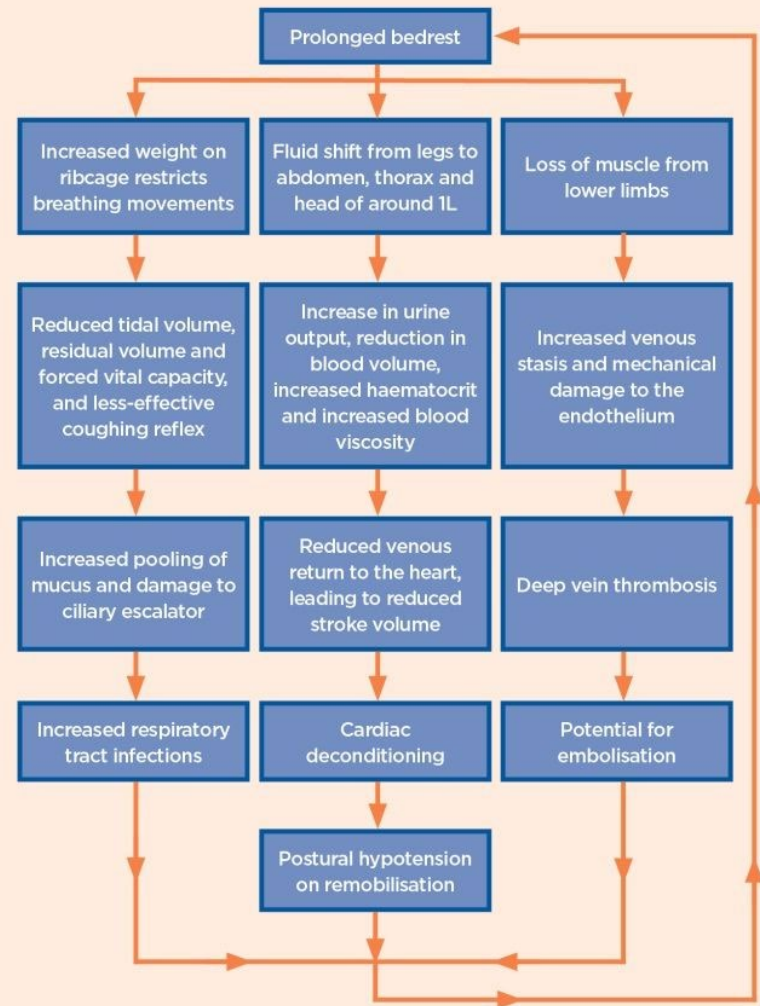 Prolonged bedrest
Increased weight on
ribcage restricts
breathing movements
Fluid shift from legs to
abdomen, thorax and
head of around 1L
Loss of muscle from
lower limbs
Reduced tidal volume,
residual volume and
forced vital capacity,
and less-effective
coughing reflex
Increase in urine
output, reduction in
blood volume,
increased haematocrit
and increased blood
viscosity
Increased venous
stasis and mechanical
damage to the
endothelium
Increased pooling of
mucus and damage to
ciliary escalator
Reduced venous
return to the heart,
leading to reduced
stroke volume
Deep vein thrombosis
Increased respiratory
tract infections
Cardiac
deconditioning
Potential for
embolisation
Postural hypotension
on remobilisation